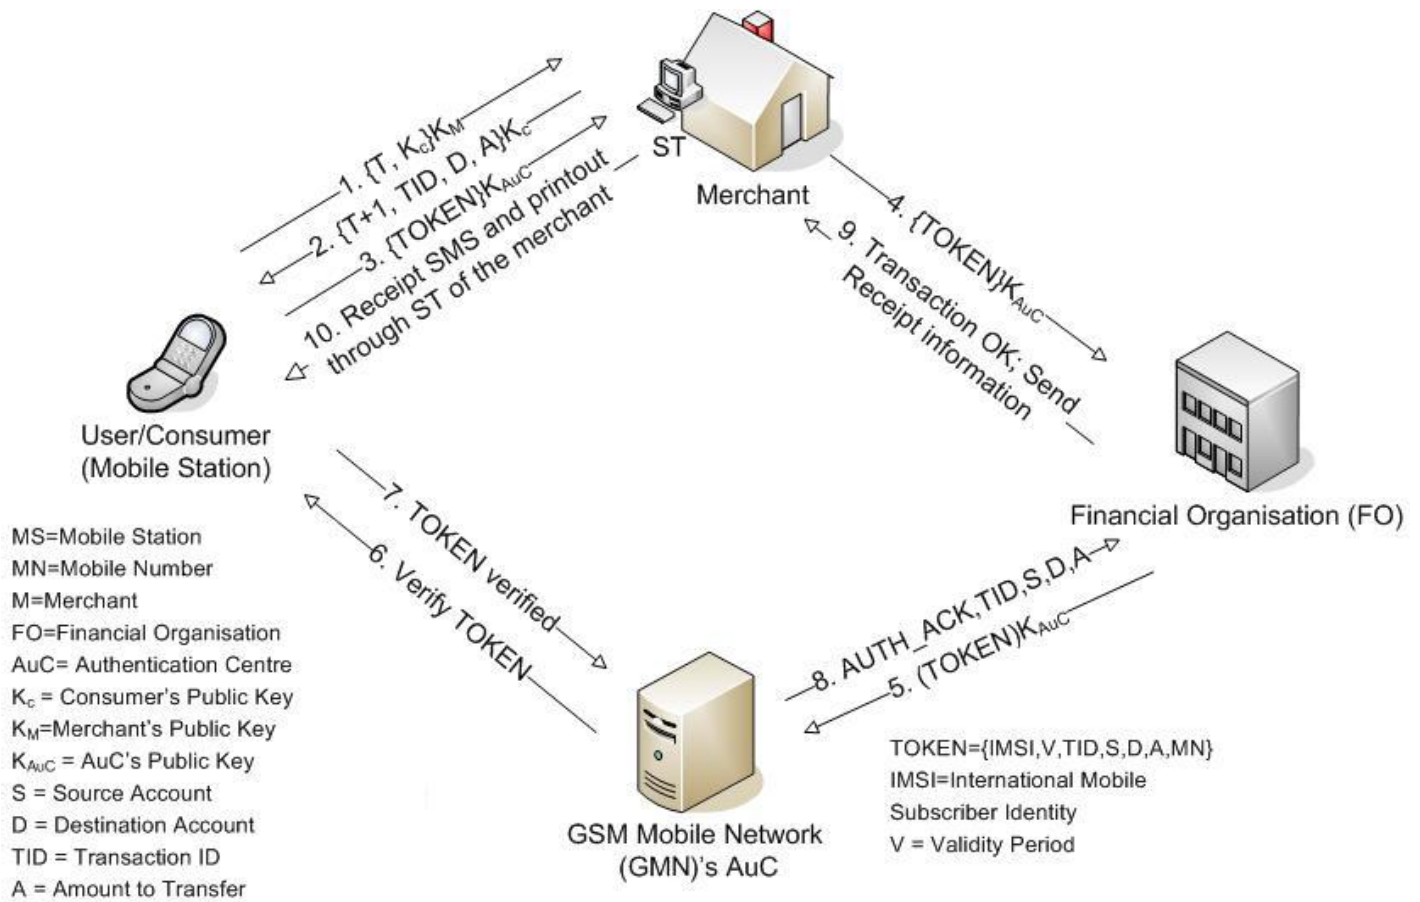 1. {T, Kc}KM
2. {T+1, TID, D, A}Kc
3. {TOKEN}KAuC
10. Receipt SMS and printout
through ST of the merchant
ST
Merchant
4. {TOKEN}KAuC
9. Transaction OK; Send
Receipt information
User/Consumer
(Mobile Station)
Financial Organisation (FO)
7. TOKEN verified
6. Verify TOKEN
8. AUTH_ACK,TID,S,D,A
5. (TOKEN)KAuC
GSM Mobile Network
(GMN)'s AuC
MS=Mobile Station
MN=Mobile Number
M=Merchant
FO=Financial Organisation
AuC= Authentication Centre
Kc = Consumer's Public Key
KM=Merchant's Public Key
KAuC = AuC's Public Key
S = Source Account
D = Destination Account
TID = Transaction ID
A = Amount to Transfer
TOKEN={IMSI,V,TID,S,D,A,MN}
IMSI=International Mobile
Subscriber Identity
V = Validity Period